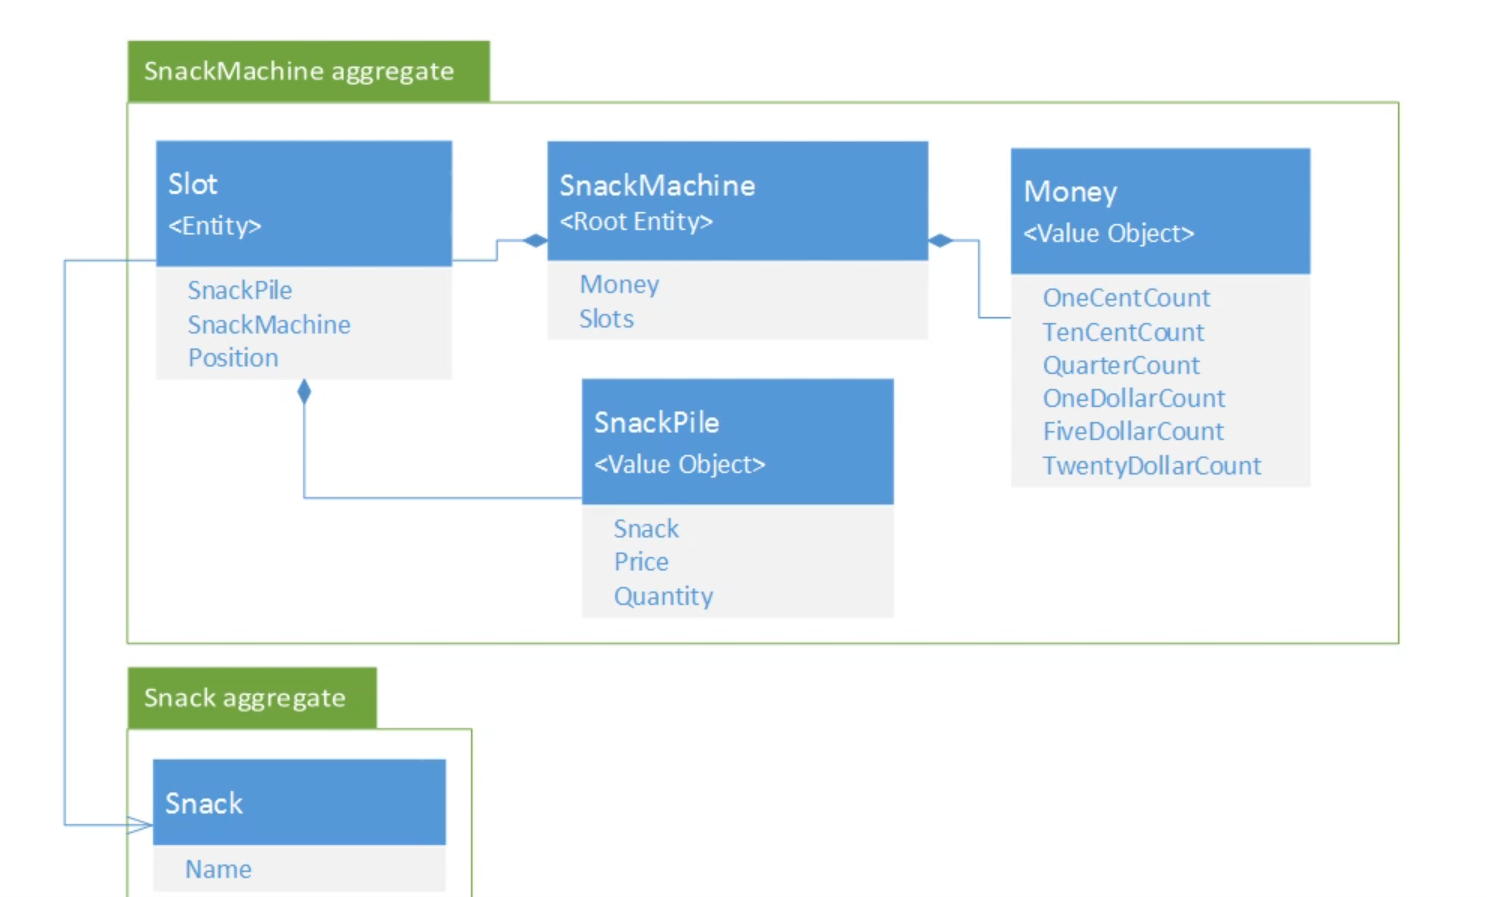 SnackMachine aggregate
Slot
<Entity>
SnackPile
SnackMachine
Position
SnackMachine
<Root Entity>
Money
Slots
Money
<Value Object>
OneCentCount
TenCentCount
QuarterCount
OneDollarCount
FiveDollarCount
TwentyDollarCount
SnackPile
<Value Object>
Snack
Price
Quantity
Snack aggregate
Snack
Name